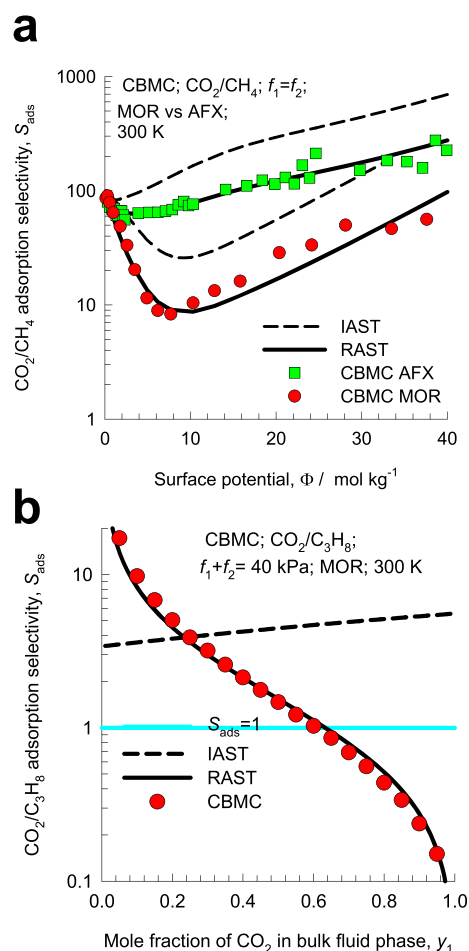 a
CBMC; CO₂/CH₄; f₁=f₂;
MOR vs AFX;
300 K
CO₂/CH₄ adsorption selectivity, S_ads
1000
100
10
1
IAST
RAST
CBMC AFX
CBMC MOR
0 10 20 30 40
Surface potential, Φ / mol kg⁻¹
b
CBMC; CO₂/C₃H₈;
f₁+f₂= 40 kPa; MOR; 300 K
CO₂/C₃H₈ adsorption selectivity, S_ads
10
1
0.1
S_ads=1
IAST
RAST
CBMC
0.0 0.2 0.4 0.6 0.8 1.0
Mole fraction of CO₂ in bulk fluid phase, y₁